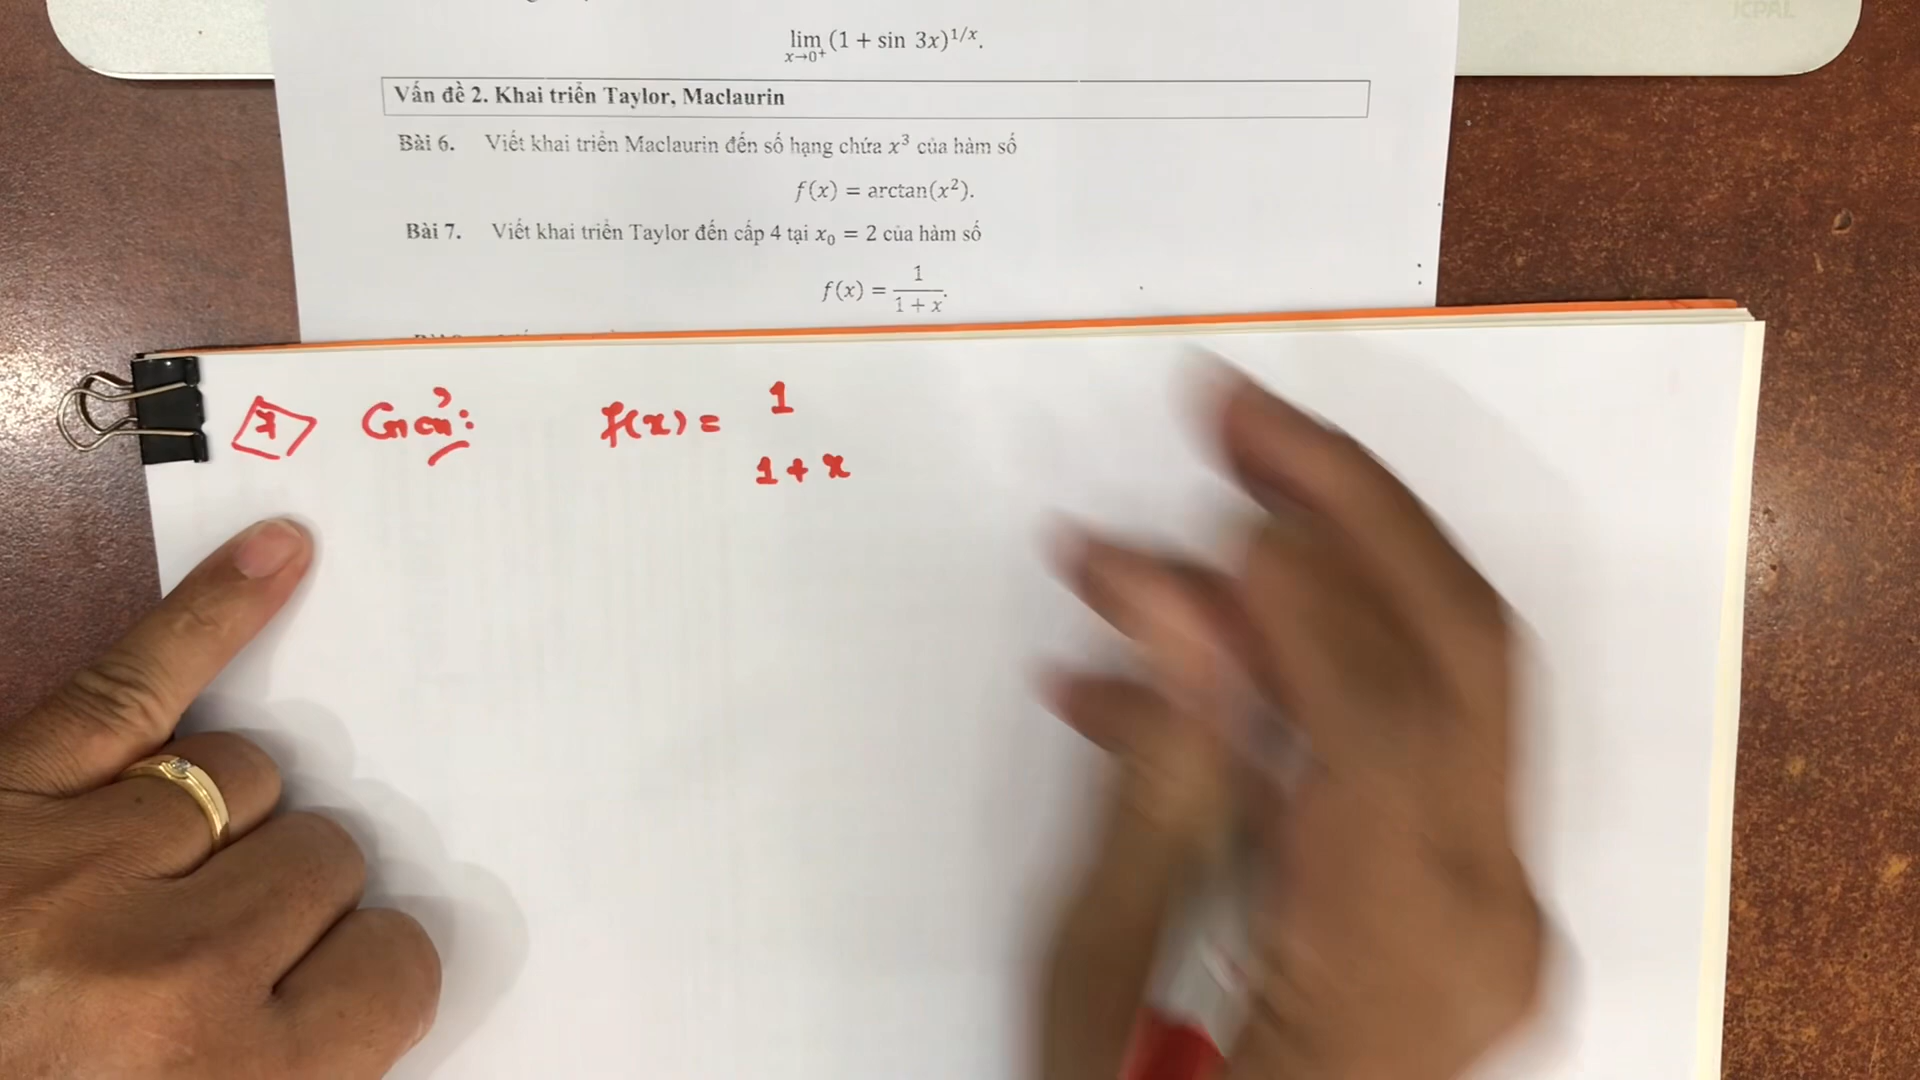 ICPAL
lim (1 + sin 3x)^{1/x}.
x→0⁺
Vấn đề 2. Khai triển Taylor, Maclaurin
Bài 6. Viết khai triển Maclaurin đến số hạng chứa x³ của hàm số
f(x) = arctan(x²).
Bài 7. Viết khai triển Taylor đến cấp 4 tại x₀ = 2 của hàm số
f(x) = 1/(1 + x).
7 Giải: f(x) = 1
1 + x